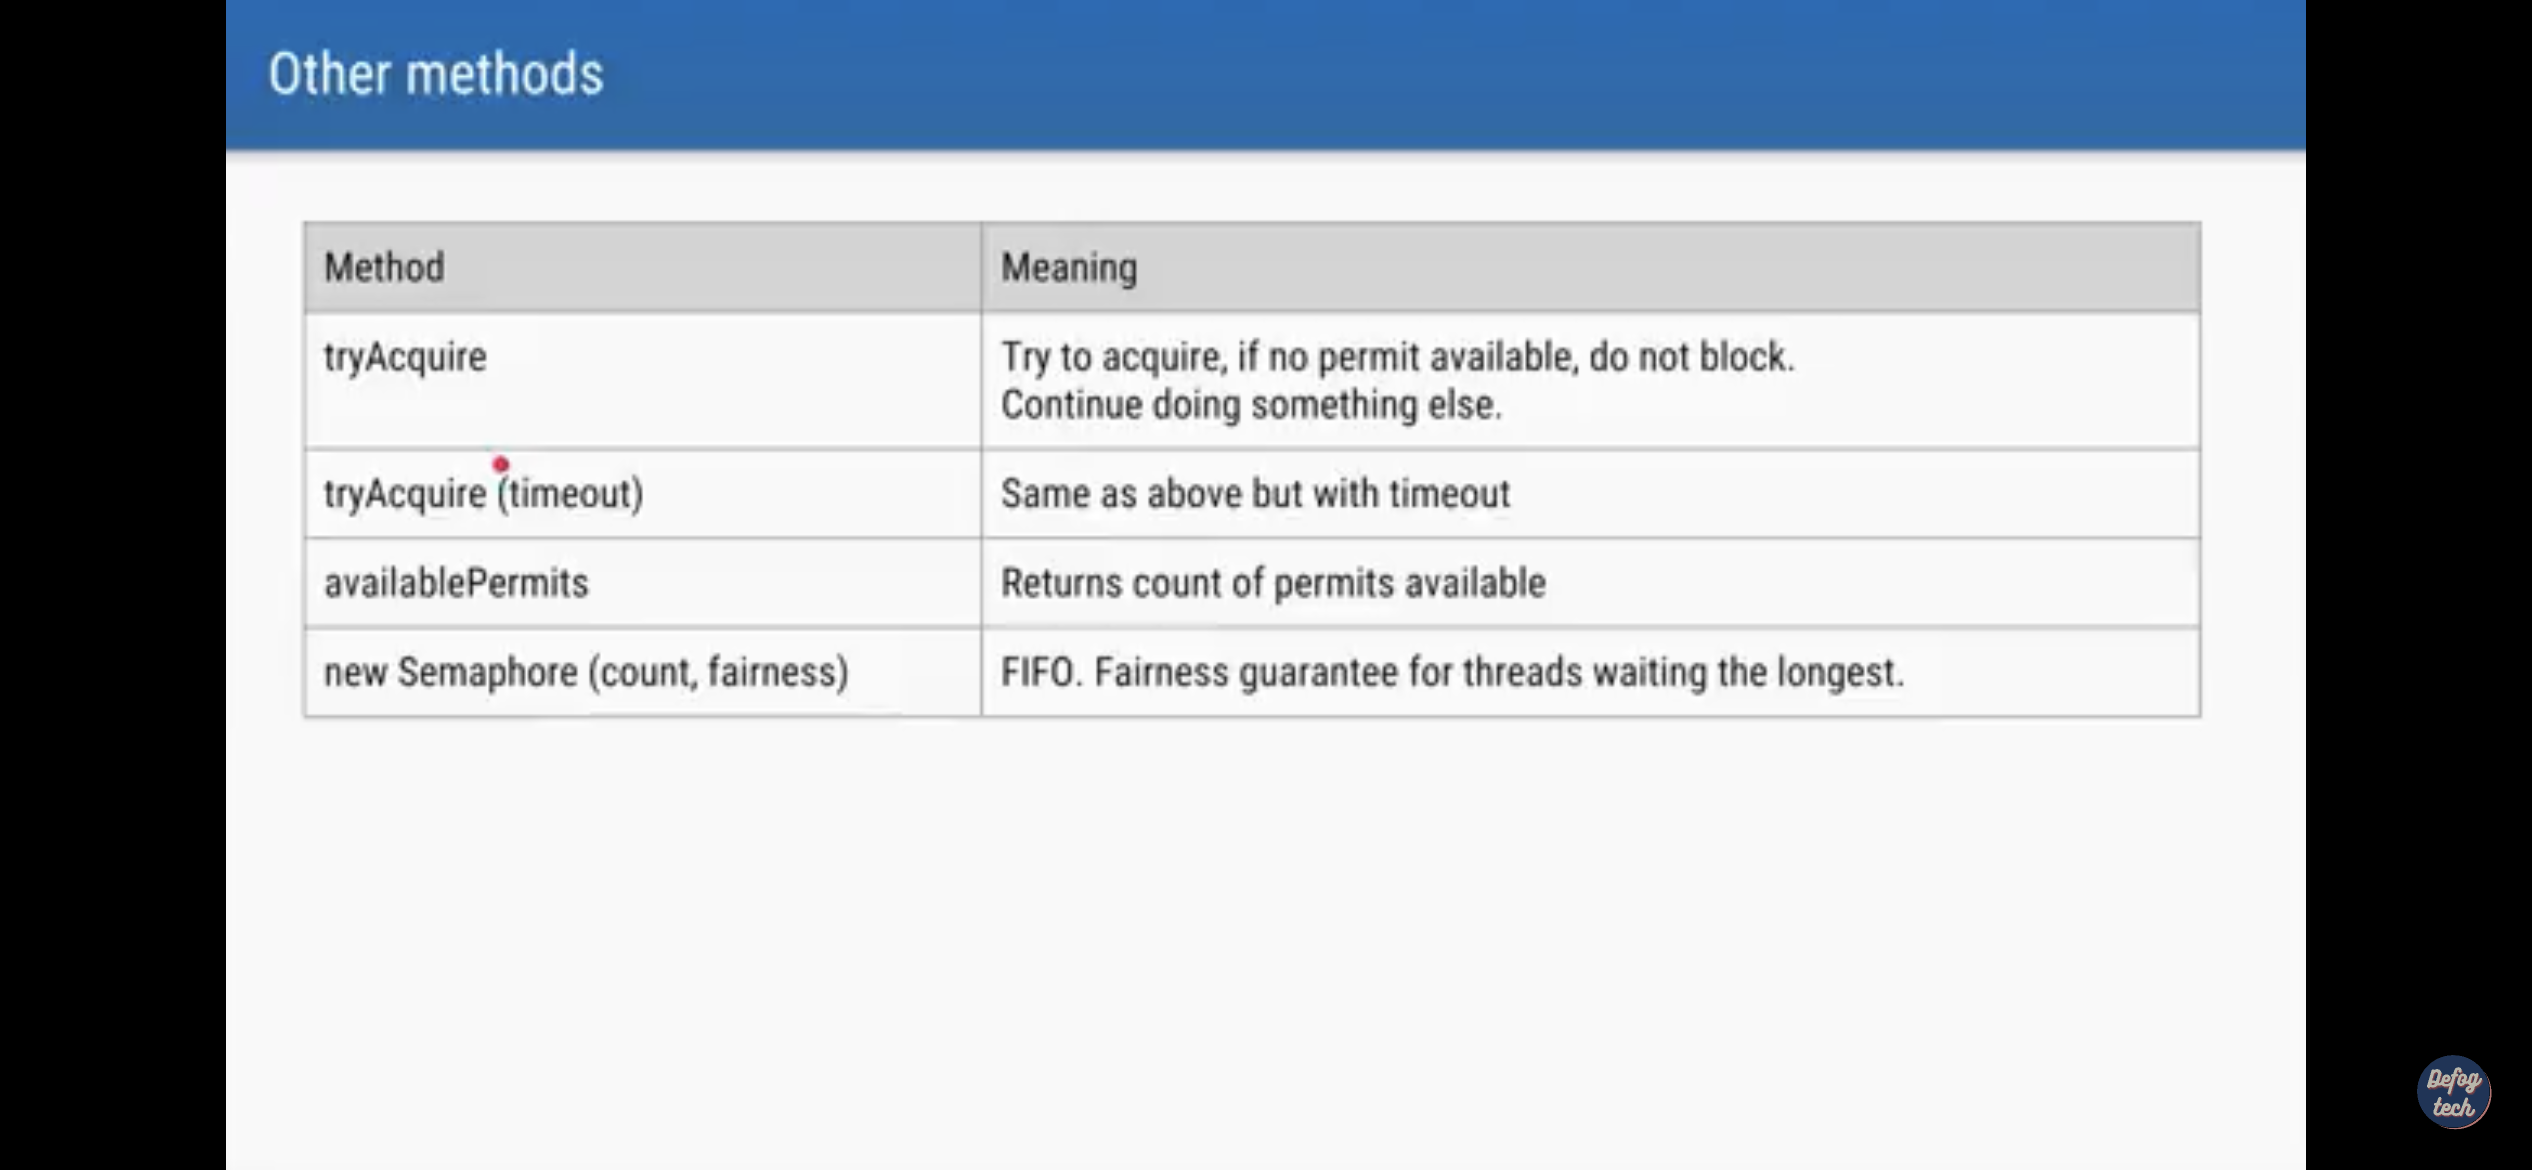 Other methods
Method
Meaning
tryAcquire
Try to acquire, if no permit available, do not block.
Continue doing something else.
tryAcquire (timeout)
Same as above but with timeout
availablePermits
Returns count of permits available
new Semaphore (count, fairness)
FIFO. Fairness guarantee for threads waiting the longest.
Defog
tech